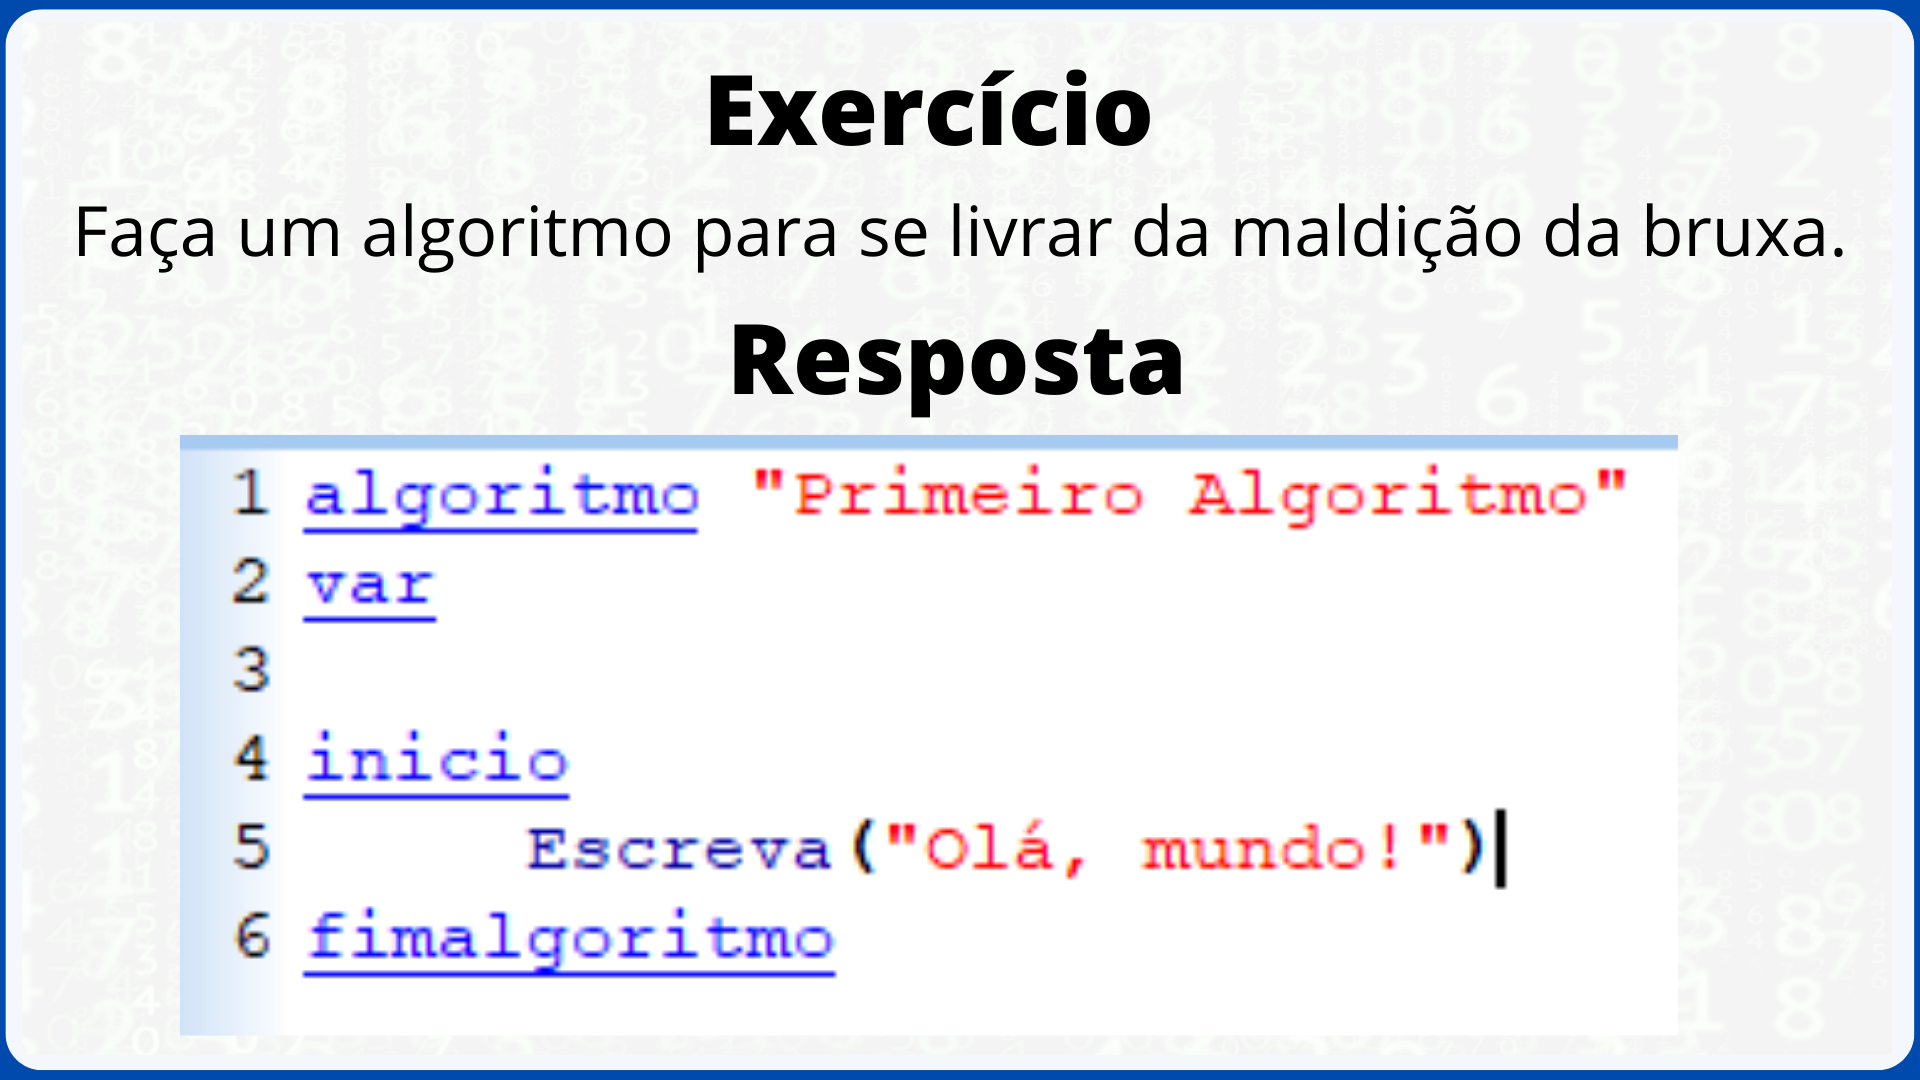 Exercício
Faça um algoritmo para se livrar da maldição da bruxa.
Resposta
1 algoritmo "Primeiro Algoritmo"
2 var
3
4 inicio
5 Escreva("Olá, mundo!")
6 fimalgoritmo